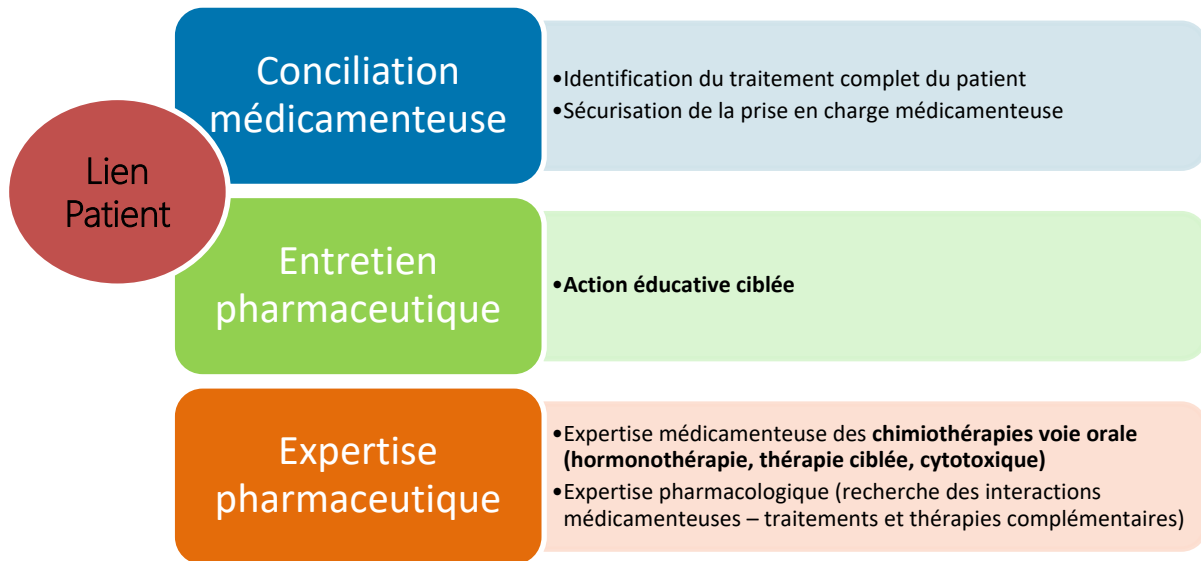 Lien
Patient
Conciliation
médicamenteuse
•Identification du traitement complet du patient
•Sécurisation de la prise en charge médicamenteuse
Entretien
pharmaceutique
•Action éducative ciblée
Expertise
pharmaceutique
•Expertise médicamenteuse des chimiothérapies voie orale
(hormonothérapie, thérapie ciblée, cytotoxique)
•Expertise pharmacologique (recherche des interactions
médicamenteuses – traitements et thérapies complémentaires)